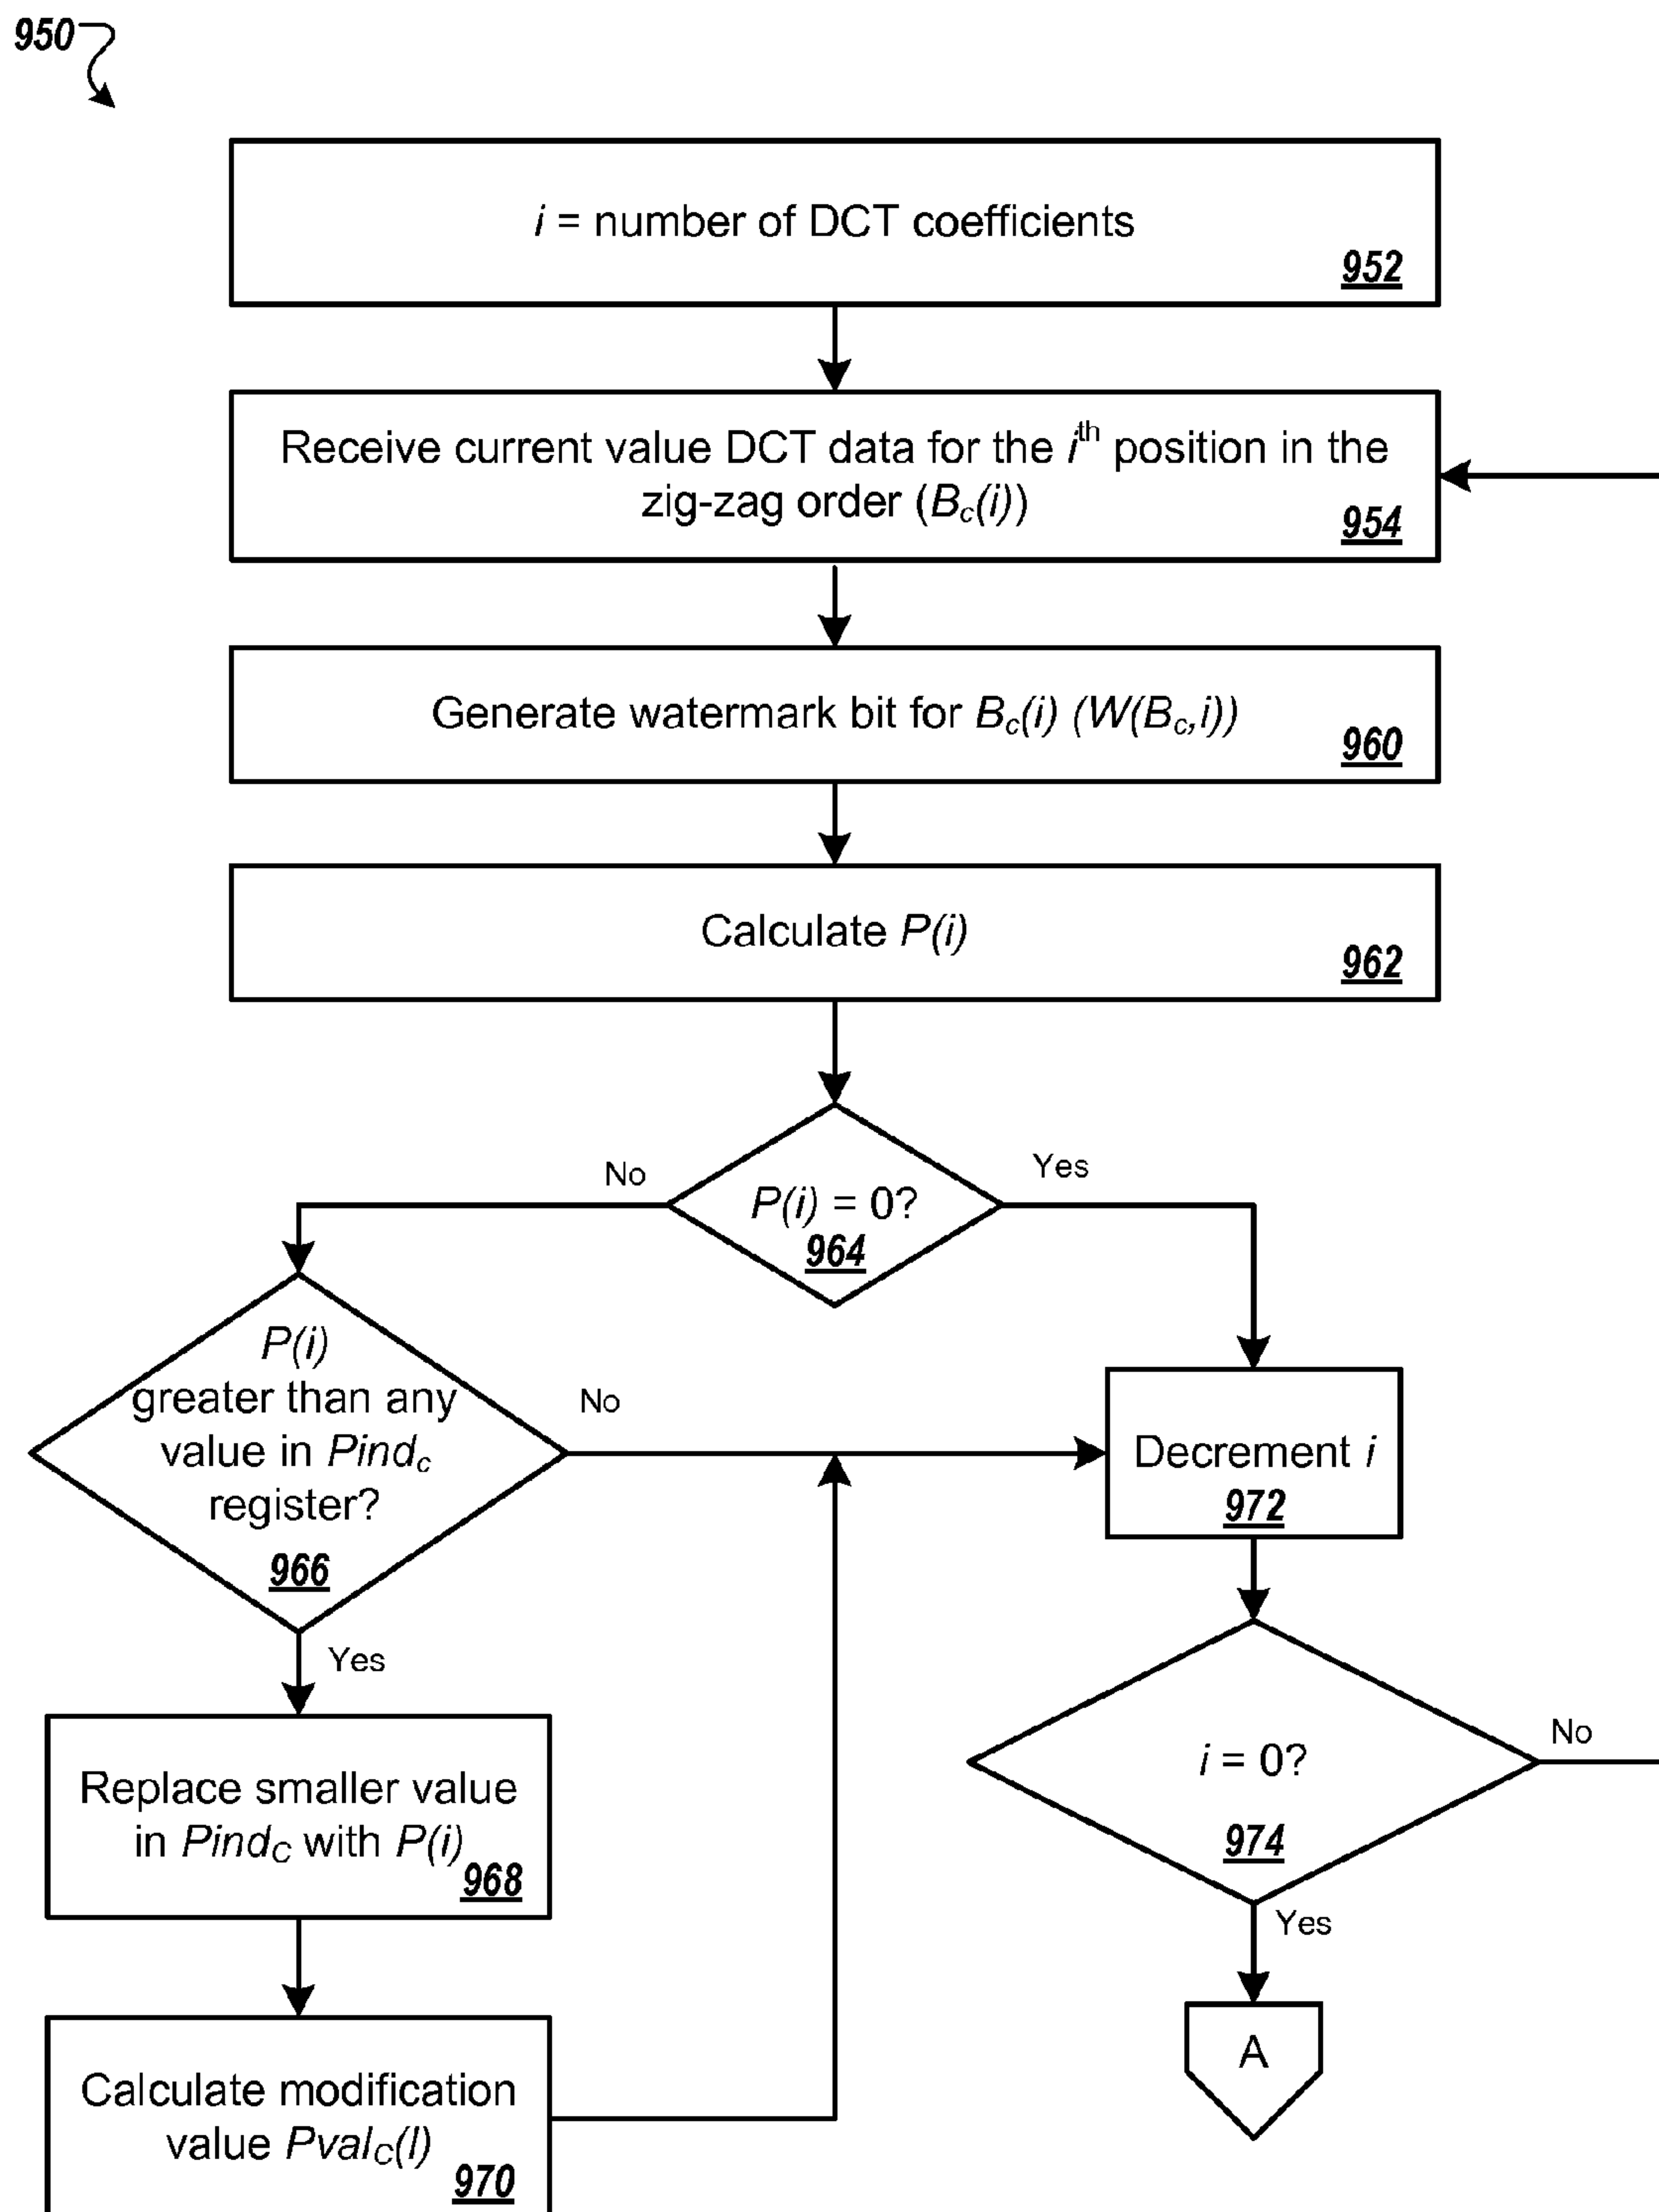 950
i = number of DCT coefficients
952
Receive current value DCT data for the ith position in the
zig-zag order (Bc(i))
954
Generate watermark bit for Bc(i) (W(Bc,i))
960
Calculate P(i)
962
No
Yes
P(i) = 0?
964
P(i)
greater than any
value in Pindc
register?
966
No
Decrement i
972
Yes
Replace smaller value
in PindC with P(i)
968
i = 0?
974
No
Yes
Calculate modification
value PvalC(I)
970
A